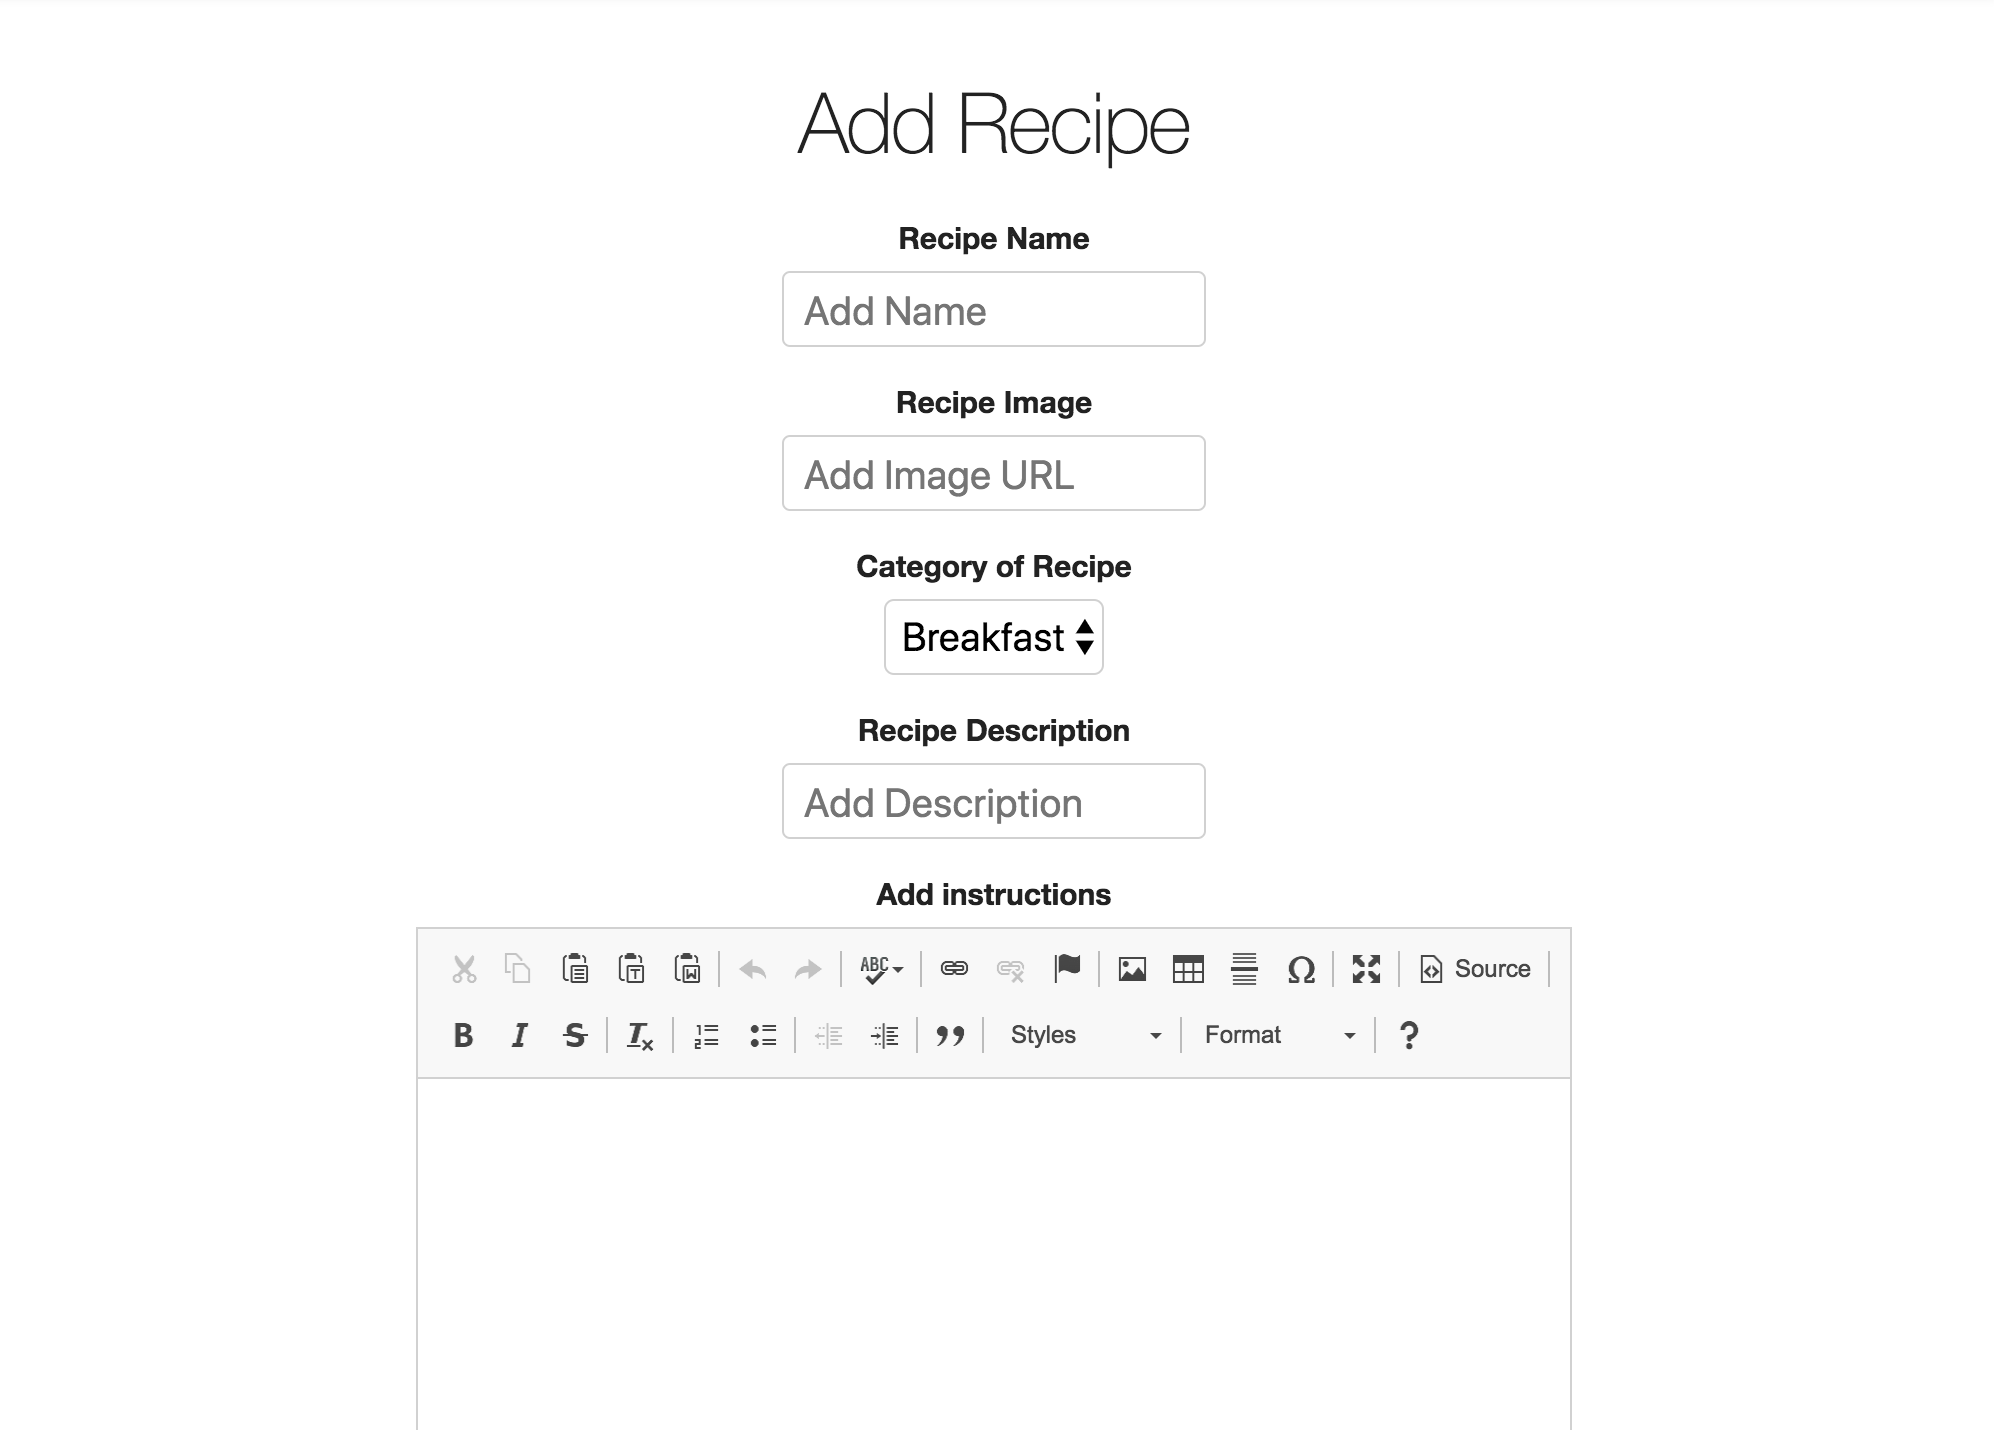 Add Recipe
Recipe Name
Add Name
Recipe Image
Add Image URL
Category of Recipe
Breakfast
Recipe Description
Add Description
Add instructions
ABC Ω Source
B I S Tx Styles Format ?